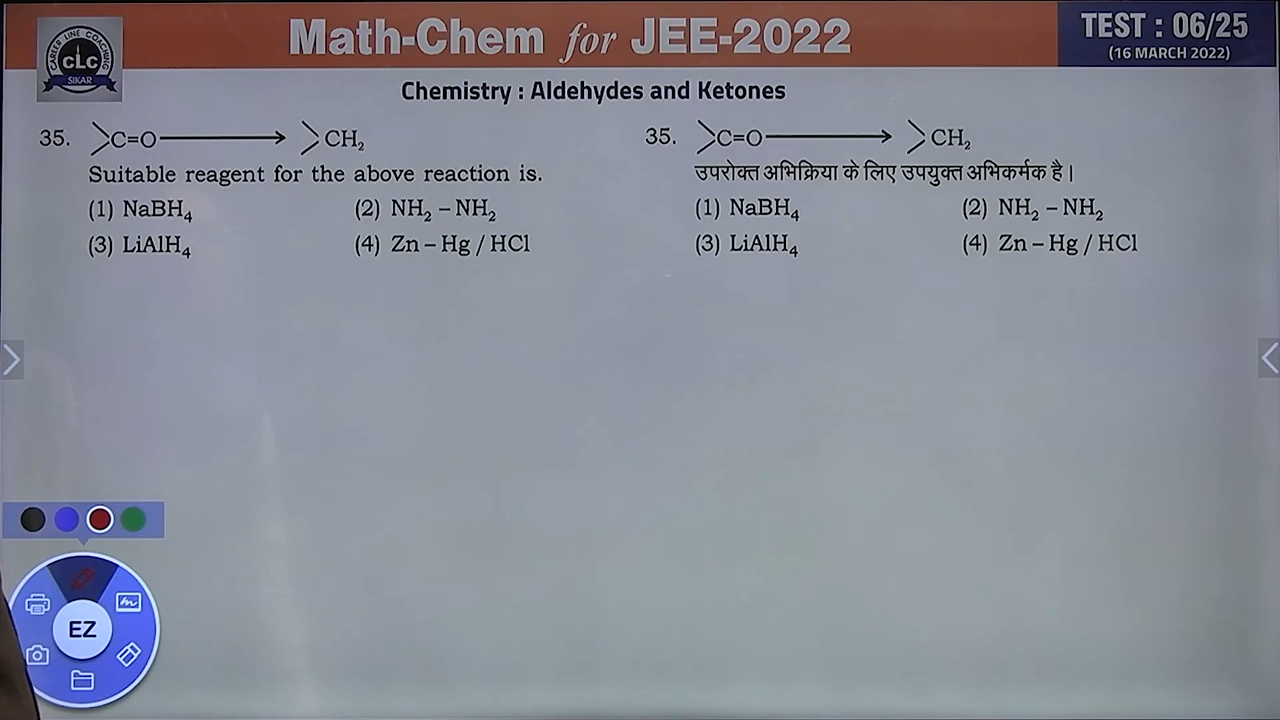 CAREER LINE COACHING
CLC
SIKAR
Math-Chem for JEE-2022
TEST : 06/25
(16 MARCH 2022)
Chemistry : Aldehydes and Ketones
35. >C=O ⟶ >CH₂
Suitable reagent for the above reaction is.
(1) NaBH₄ (2) NH₂ – NH₂
(3) LiAlH₄ (4) Zn – Hg / HCl
35. >C=O ⟶ >CH₂
उपरोक्त अभिक्रिया के लिए उपयुक्त अभिकर्मक है।
(1) NaBH₄ (2) NH₂ – NH₂
(3) LiAlH₄ (4) Zn – Hg / HCl
EZ